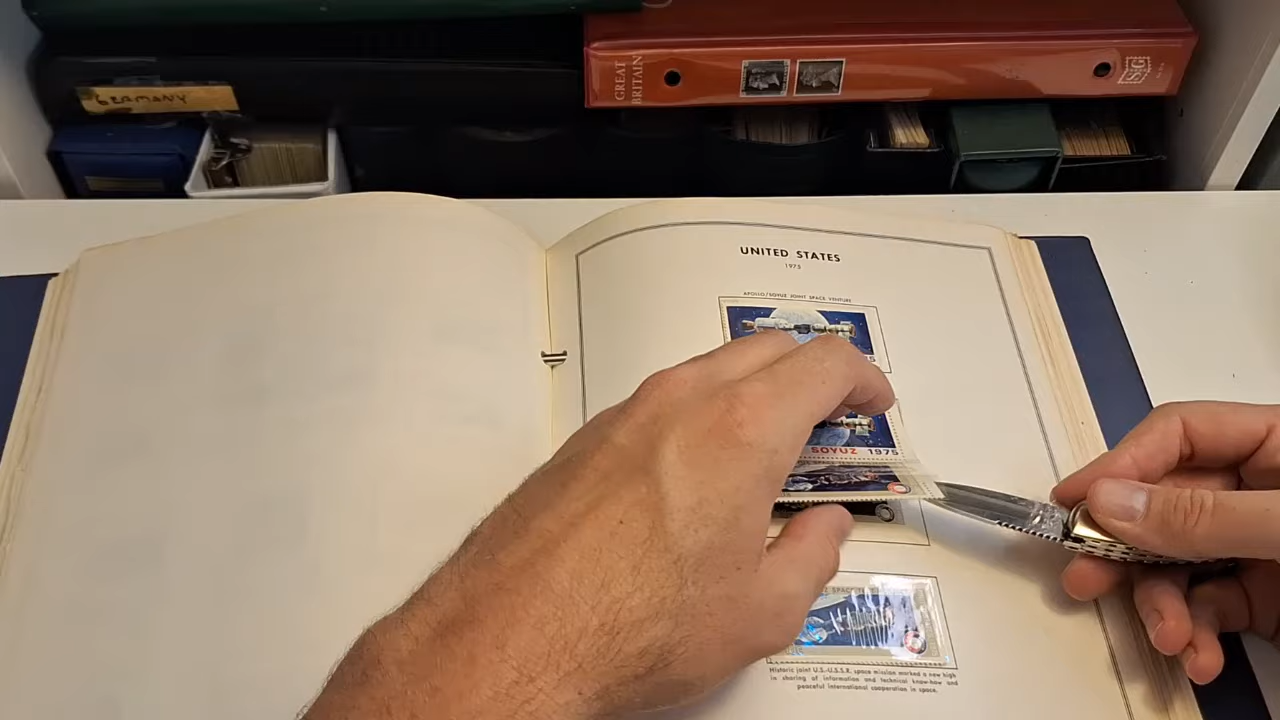 GERMANY
GREAT
BRITAIN
SG
UNITED STATES
1975
APOLLO/SOYUZ JOINT SPACE VENTURE
SOYUZ 1975
Historic joint U.S.-U.S.S.R. space mission marked a new high
in sharing of information and technical know-how and
peaceful international cooperation in space.